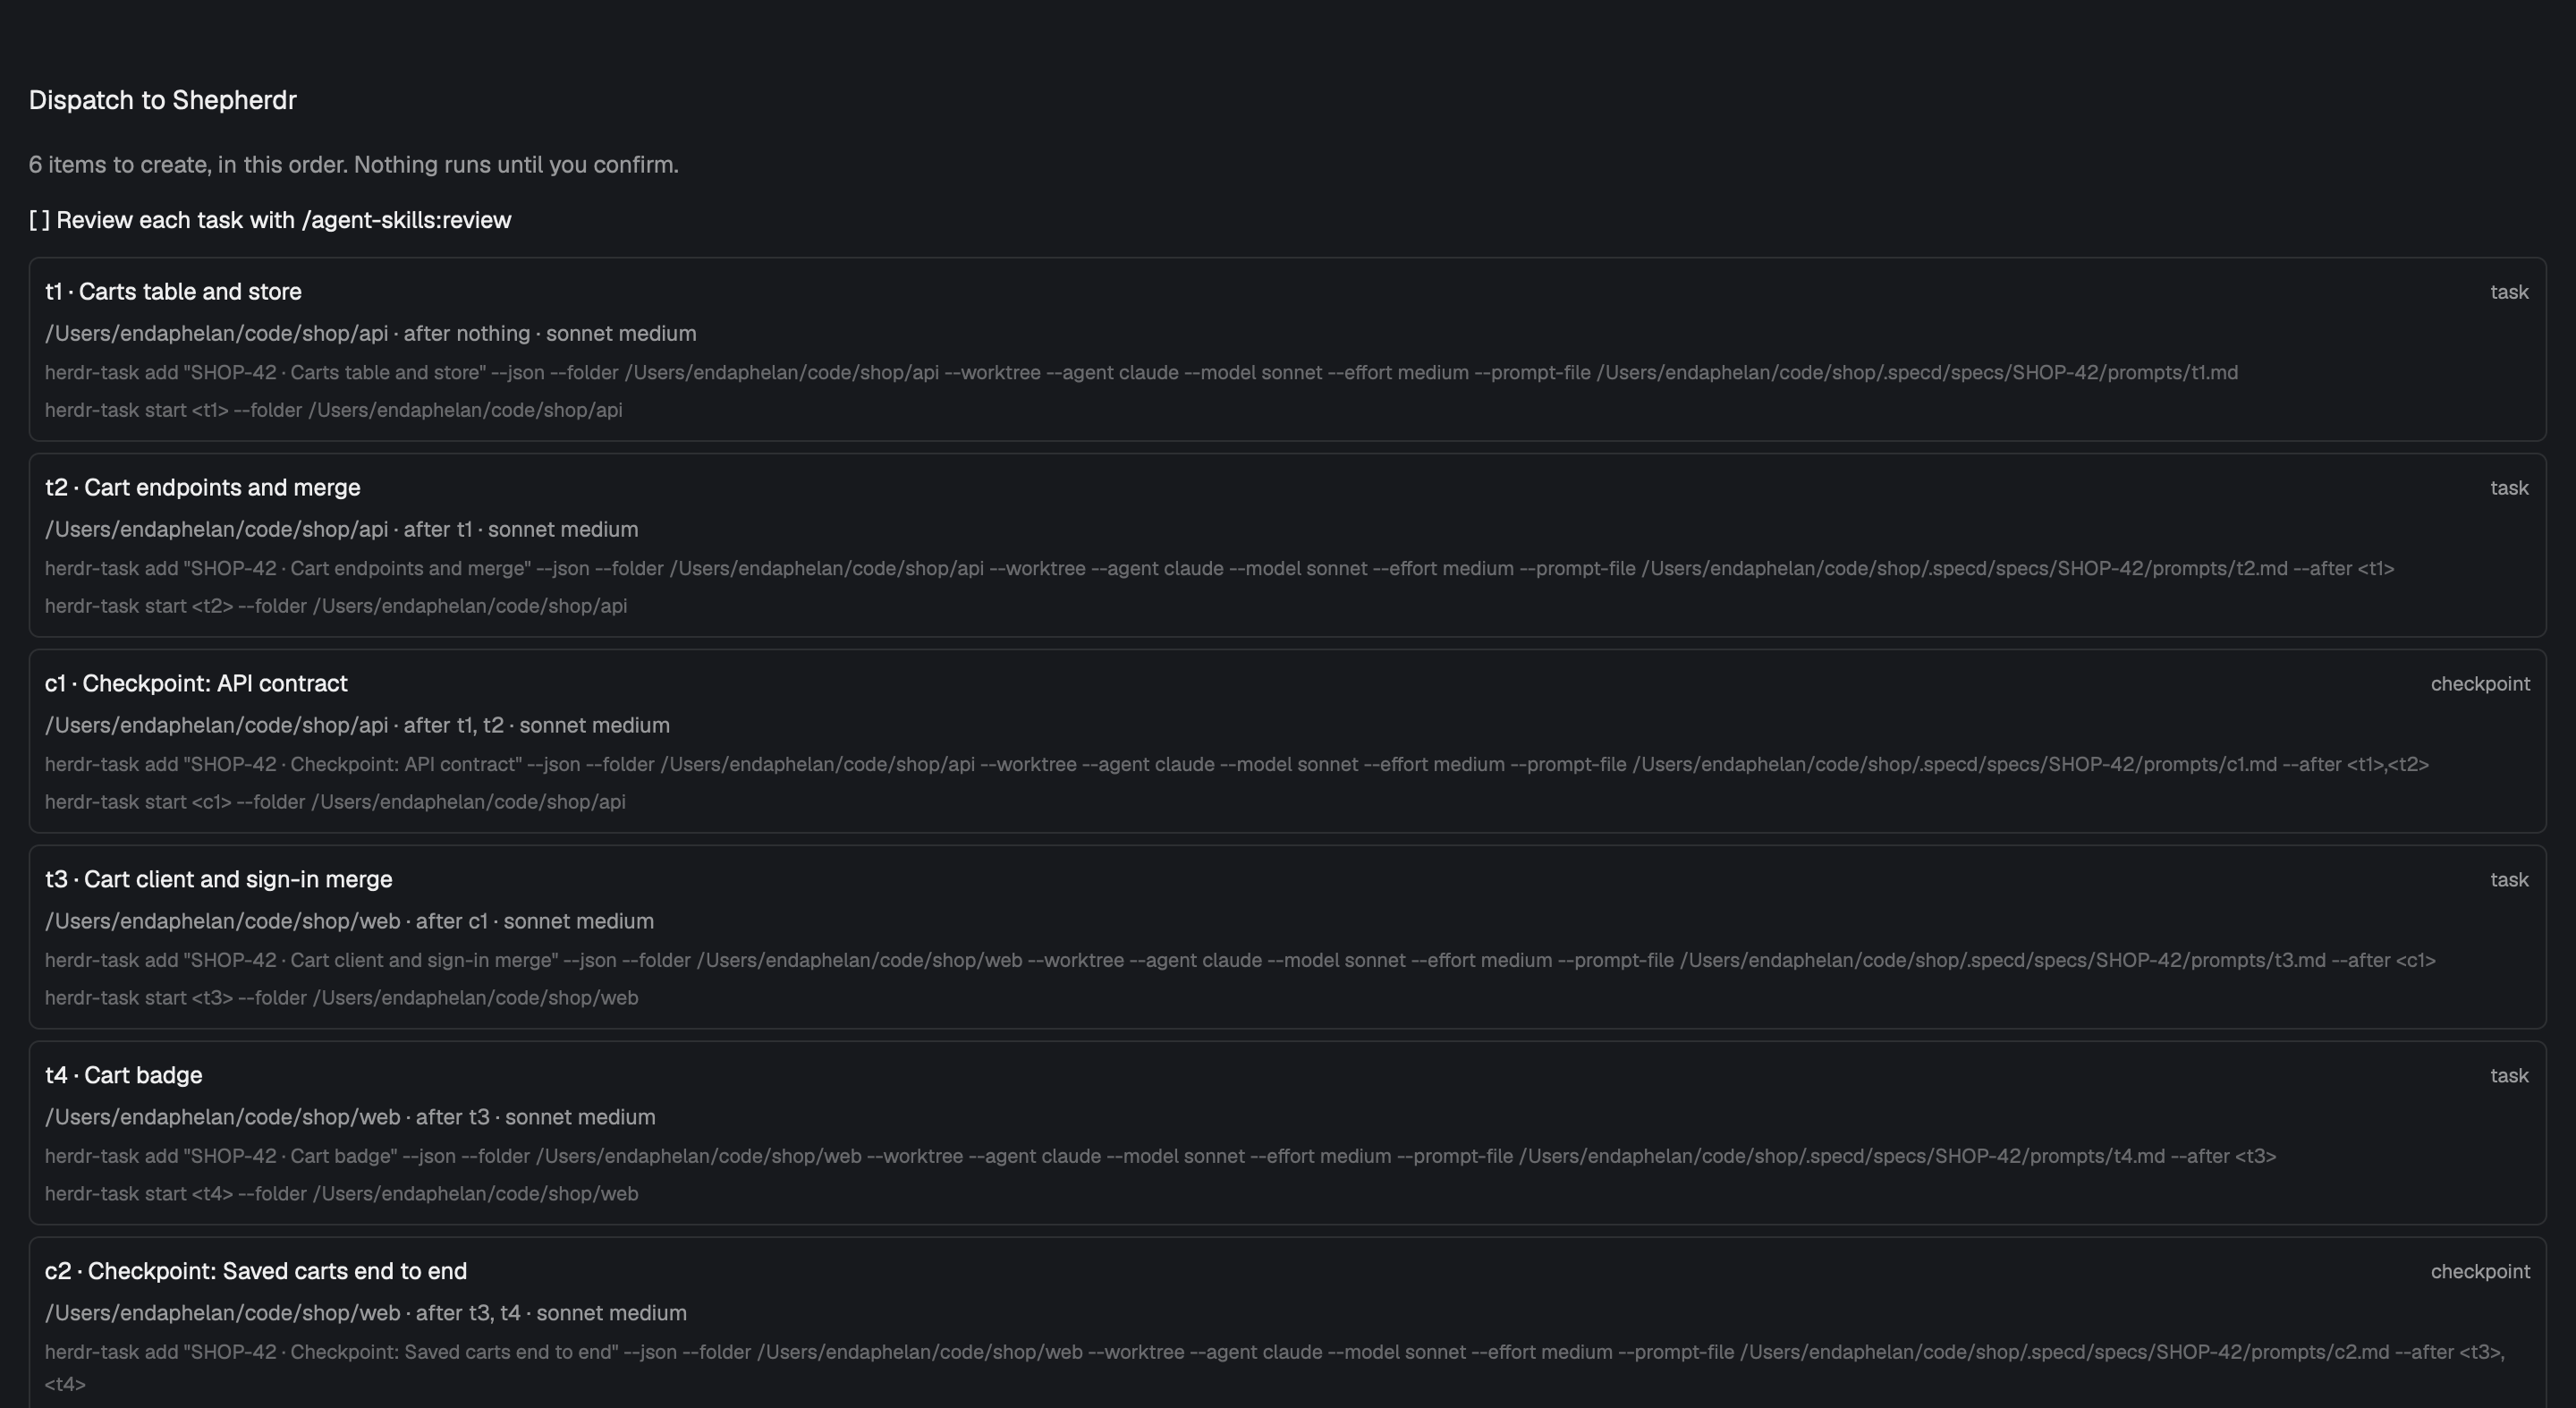 Dispatch to Shepherdr
6 items to create, in this order. Nothing runs until you confirm.
[ ] Review each task with /agent-skills:review
t1 · Carts table and store
task
/Users/endaphelan/code/shop/api · after nothing · sonnet medium
herdr-task add "SHOP-42 · Carts table and store" --json --folder /Users/endaphelan/code/shop/api --worktree --agent claude --model sonnet --effort medium --prompt-file /Users/endaphelan/code/shop/.specd/specs/SHOP-42/prompts/t1.md
herdr-task start <t1> --folder /Users/endaphelan/code/shop/api
t2 · Cart endpoints and merge
task
/Users/endaphelan/code/shop/api · after t1 · sonnet medium
herdr-task add "SHOP-42 · Cart endpoints and merge" --json --folder /Users/endaphelan/code/shop/api --worktree --agent claude --model sonnet --effort medium --prompt-file /Users/endaphelan/code/shop/.specd/specs/SHOP-42/prompts/t2.md --after <t1>
herdr-task start <t2> --folder /Users/endaphelan/code/shop/api
c1 · Checkpoint: API contract
checkpoint
/Users/endaphelan/code/shop/api · after t1, t2 · sonnet medium
herdr-task add "SHOP-42 · Checkpoint: API contract" --json --folder /Users/endaphelan/code/shop/api --worktree --agent claude --model sonnet --effort medium --prompt-file /Users/endaphelan/code/shop/.specd/specs/SHOP-42/prompts/c1.md --after <t1>,<t2>
herdr-task start <c1> --folder /Users/endaphelan/code/shop/api
t3 · Cart client and sign-in merge
task
/Users/endaphelan/code/shop/web · after c1 · sonnet medium
herdr-task add "SHOP-42 · Cart client and sign-in merge" --json --folder /Users/endaphelan/code/shop/web --worktree --agent claude --model sonnet --effort medium --prompt-file /Users/endaphelan/code/shop/.specd/specs/SHOP-42/prompts/t3.md --after <c1>
herdr-task start <t3> --folder /Users/endaphelan/code/shop/web
t4 · Cart badge
task
/Users/endaphelan/code/shop/web · after t3 · sonnet medium
herdr-task add "SHOP-42 · Cart badge" --json --folder /Users/endaphelan/code/shop/web --worktree --agent claude --model sonnet --effort medium --prompt-file /Users/endaphelan/code/shop/.specd/specs/SHOP-42/prompts/t4.md --after <t3>
herdr-task start <t4> --folder /Users/endaphelan/code/shop/web
c2 · Checkpoint: Saved carts end to end
checkpoint
/Users/endaphelan/code/shop/web · after t3, t4 · sonnet medium
herdr-task add "SHOP-42 · Checkpoint: Saved carts end to end" --json --folder /Users/endaphelan/code/shop/web --worktree --agent claude --model sonnet --effort medium --prompt-file /Users/endaphelan/code/shop/.specd/specs/SHOP-42/prompts/c2.md --after <t3>,
<t4>